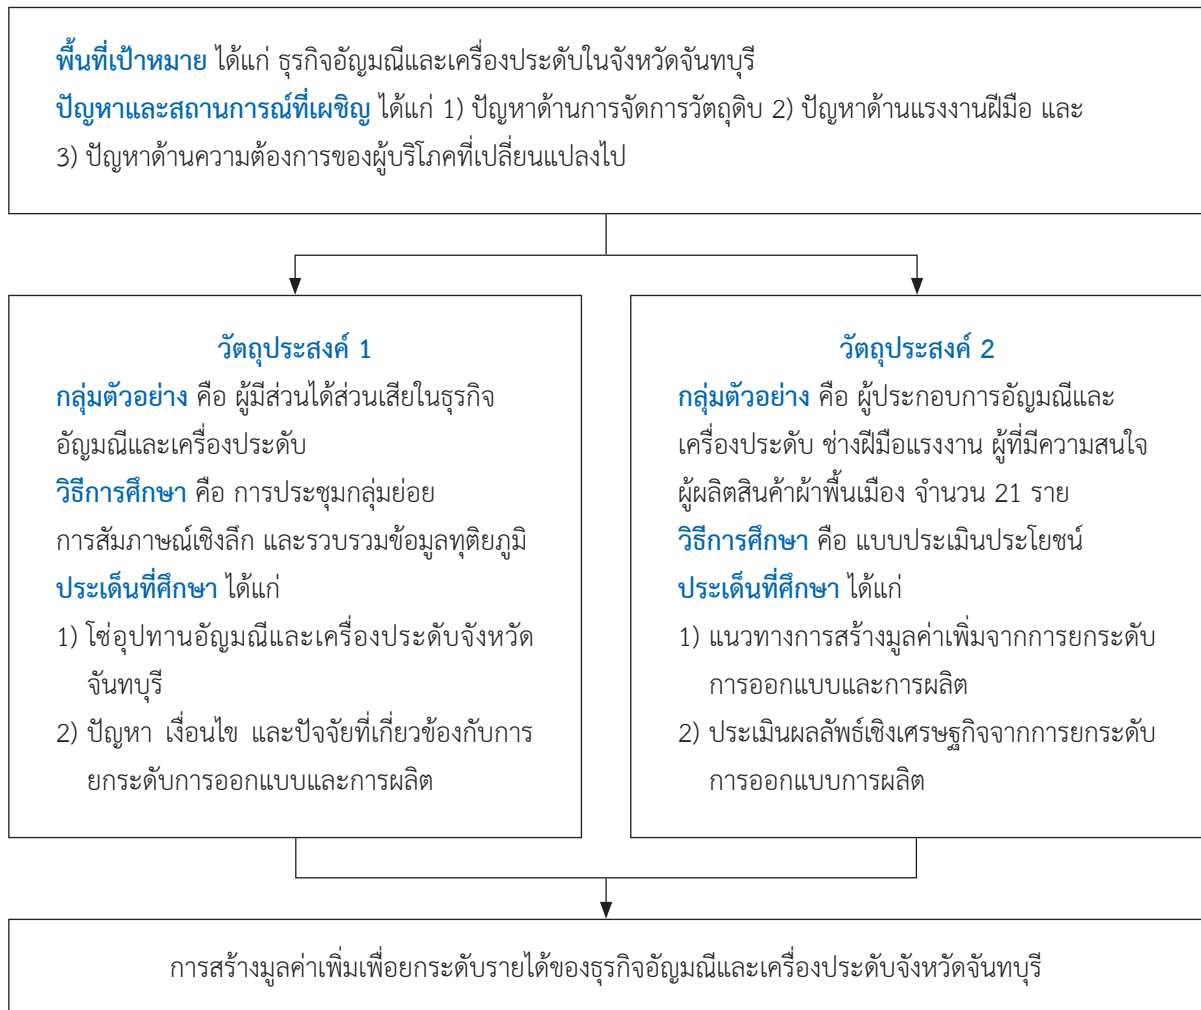 พื้นที่เป้าหมาย ได้แก่ ธุรกิจอัญมณีและเครื่องประดับในจังหวัดจันทบุรี
ปัญหาและสถานการณ์ที่เผชิญ ได้แก่ 1) ปัญหาด้านการจัดการวัตถุดิบ 2) ปัญหาด้านแรงงานฝีมือ และ
3) ปัญหาด้านความต้องการของผู้บริโภคที่เปลี่ยนแปลงไป
วัตถุประสงค์ 1
กลุ่มตัวอย่าง คือ ผู้มีส่วนได้ส่วนเสียในธุรกิจ
อัญมณีและเครื่องประดับ
วิธีการศึกษา คือ การประชุมกลุ่มย่อย
การสัมภาษณ์เชิงลึก และรวบรวมข้อมูลทุติยภูมิ
ประเด็นที่ศึกษา ได้แก่
1) โซ่อุปทานอัญมณีและเครื่องประดับจังหวัด
จันทบุรี
2) ปัญหา เงื่อนไข และปัจจัยที่เกี่ยวข้องกับการ
ยกระดับการออกแบบและการผลิต
วัตถุประสงค์ 2
กลุ่มตัวอย่าง คือ ผู้ประกอบการอัญมณีและ
เครื่องประดับ ช่างฝีมือแรงงาน ผู้ที่มีความสนใจ
ผู้ผลิตสินค้าผ้าพื้นเมือง จำนวน 21 ราย
วิธีการศึกษา คือ แบบประเมินประโยชน์
ประเด็นที่ศึกษา ได้แก่
1) แนวทางการสร้างมูลค่าเพิ่มจากการยกระดับ
การออกแบบและการผลิต
2) ประเมินผลลัพธ์เชิงเศรษฐกิจจากการยกระดับ
การออกแบบการผลิต
การสร้างมูลค่าเพิ่มเพื่อยกระดับรายได้ของธุรกิจอัญมณีและเครื่องประดับจังหวัดจันทบุรี